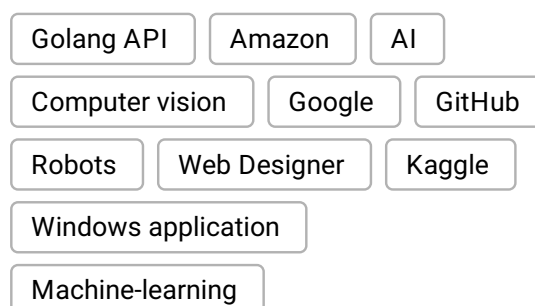 Golang API Amazon AI
Computer vision Google GitHub
Robots Web Designer Kaggle
Windows application
Machine-learning